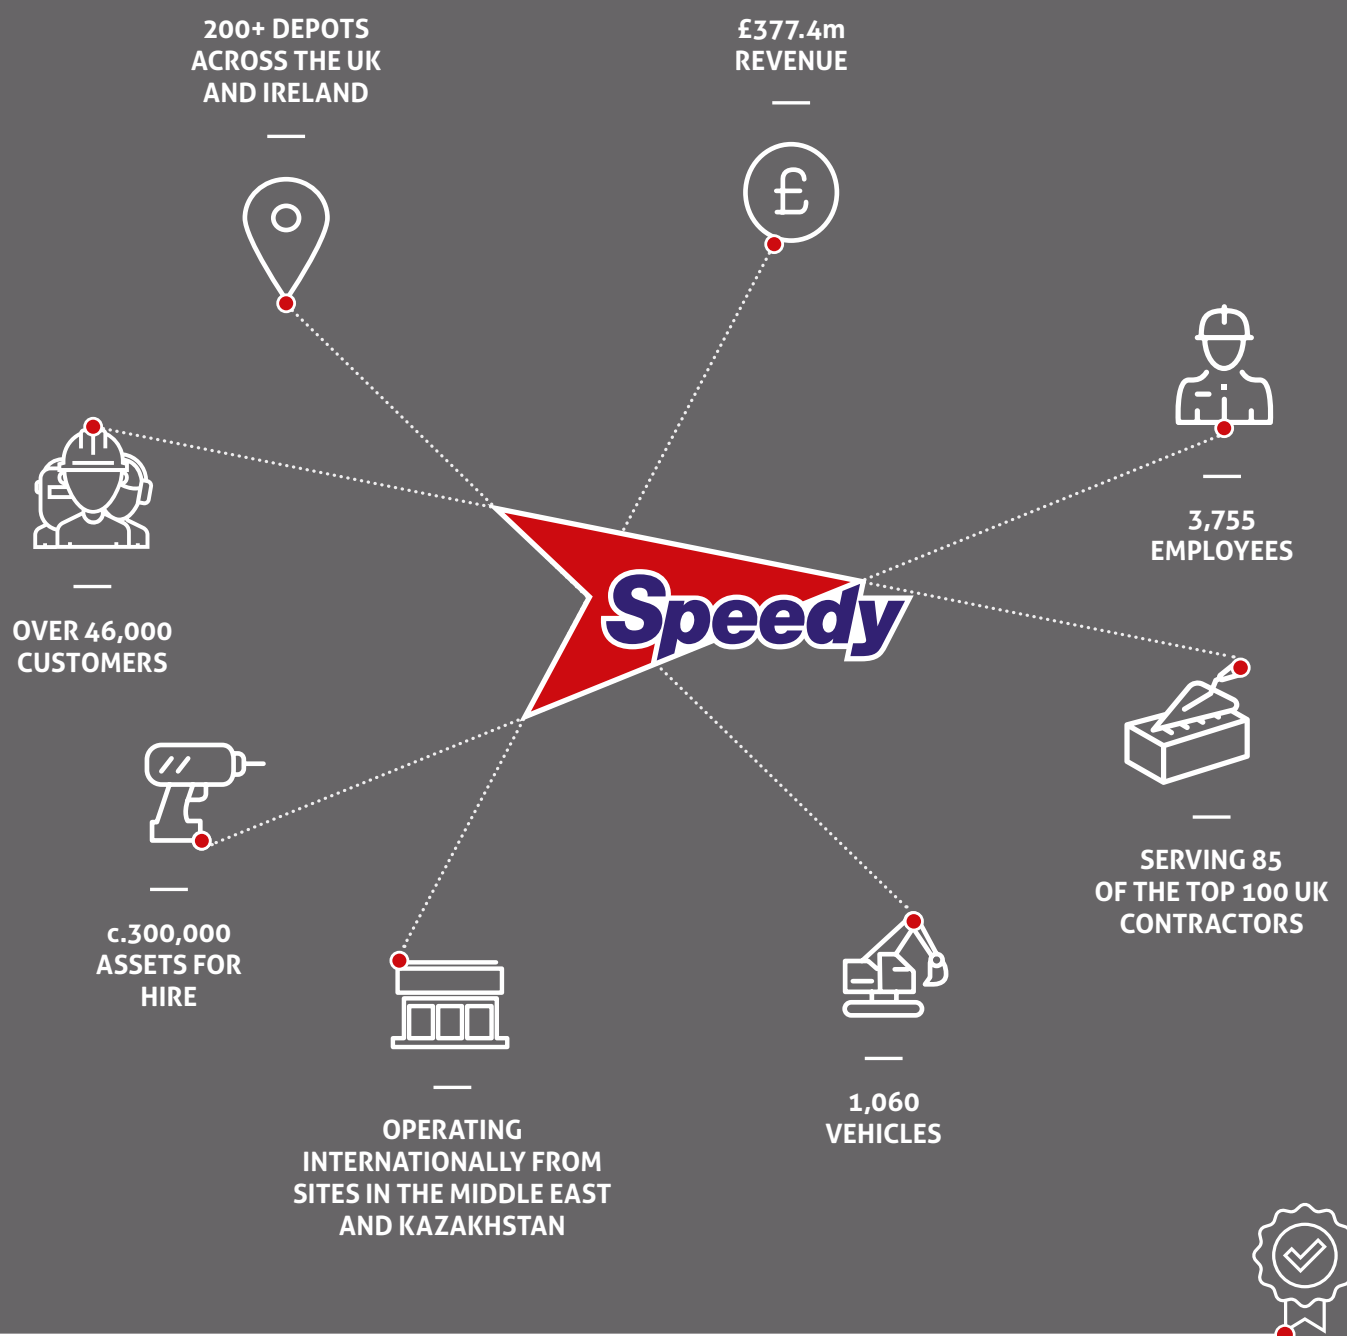 200+ DEPOTS
ACROSS THE UK
AND IRELAND
£377.4m
REVENUE
£
3,755
EMPLOYEES
OVER 46,000
CUSTOMERS
Speedy
SERVING 85
OF THE TOP 100 UK
CONTRACTORS
c.300,000
ASSETS FOR
HIRE
OPERATING
INTERNATIONALLY FROM
SITES IN THE MIDDLE EAST
AND KAZAKHSTAN
1,060
VEHICLES